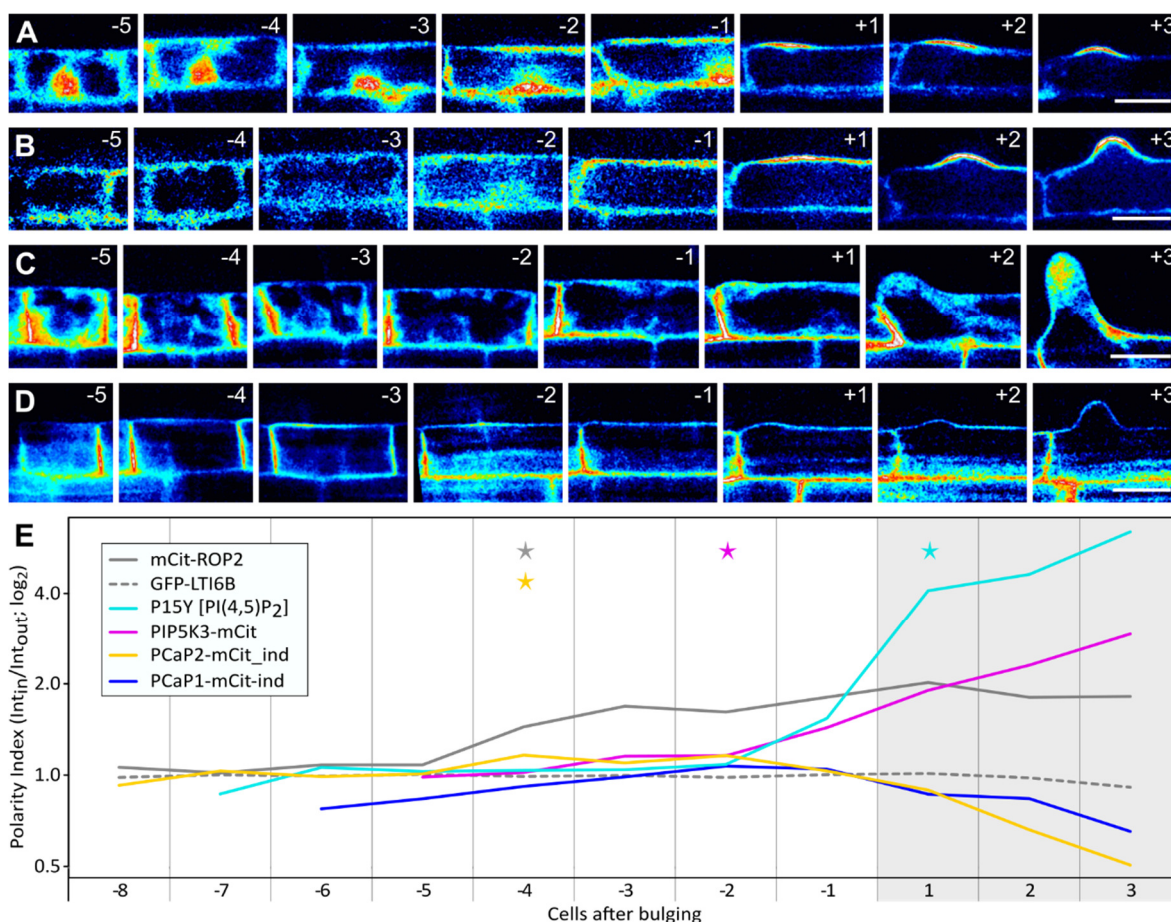 A -5 -4 -3 -2 -1 +1 +2 +3
B -5 -4 -3 -2 -1 +1 +2 +3
C -5 -4 -3 -2 -1 +1 +2 +3
D -5 -4 -3 -2 -1 +1 +2 +3
E
mCit-ROP2
GFP-LTI6B
P15Y [PI(4,5)P₂]
PIP5K3-mCit
PCaP2-mCit_ind
PCaP1-mCit-ind
Polarity Index (Int_in/Int_out; log₂)
4.0
2.0
1.0
0.5
-8 -7 -6 -5 -4 -3 -2 -1 1 2 3
Cells after bulging